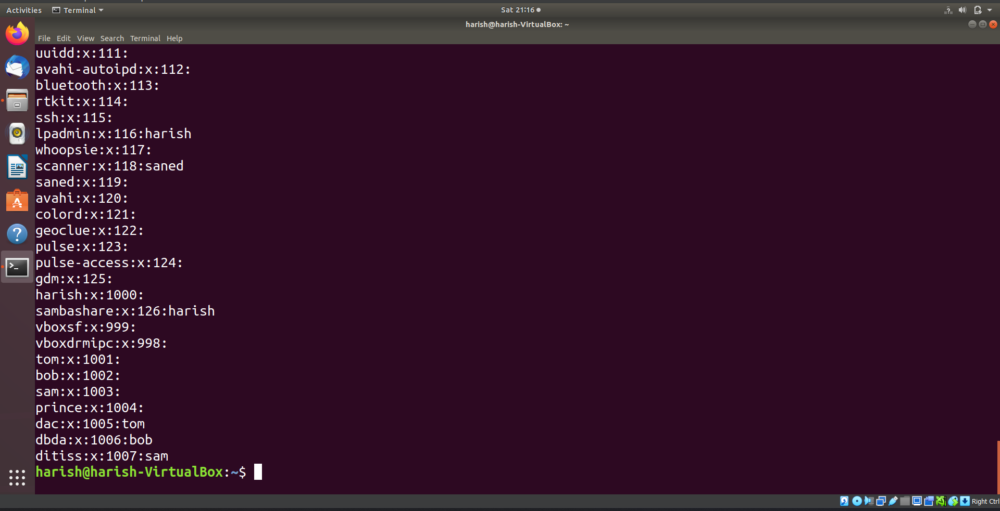 Activities Terminal Sat 21:16
harish@harish-VirtualBox: ~
File Edit View Search Terminal Help
uuidd:x:111:
avahi-autoipd:x:112:
bluetooth:x:113:
rtkit:x:114:
ssh:x:115:
lpadmin:x:116:harish
whoopsie:x:117:
scanner:x:118:saned
saned:x:119:
avahi:x:120:
colord:x:121:
geoclue:x:122:
pulse:x:123:
pulse-access:x:124:
gdm:x:125:
harish:x:1000:
sambashare:x:126:harish
vboxsf:x:999:
vboxdrmipc:x:998:
tom:x:1001:
bob:x:1002:
sam:x:1003:
prince:x:1004:
dac:x:1005:tom
dbda:x:1006:bob
ditiss:x:1007:sam
harish@harish-VirtualBox:~$
Right Ctrl